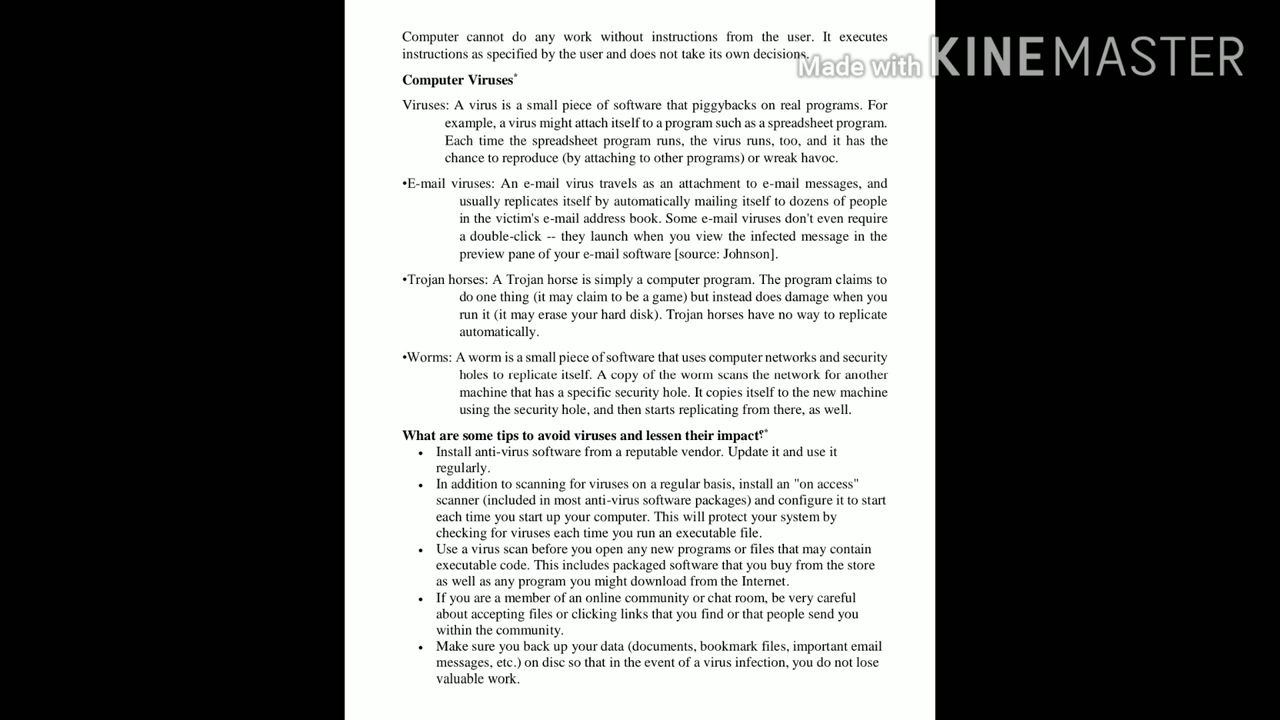 Computer cannot do any work without instructions from the user. It executes
instructions as specified by the user and does not take its own decisions.
Made with KINEMASTER
Computer Viruses*
Viruses: A virus is a small piece of software that piggybacks on real programs. For
example, a virus might attach itself to a program such as a spreadsheet program.
Each time the spreadsheet program runs, the virus runs, too, and it has the
chance to reproduce (by attaching to other programs) or wreak havoc.
•E-mail viruses: An e-mail virus travels as an attachment to e-mail messages, and
usually replicates itself by automatically mailing itself to dozens of people
in the victim's e-mail address book. Some e-mail viruses don't even require
a double-click -- they launch when you view the infected message in the
preview pane of your e-mail software [source: Johnson].
•Trojan horses: A Trojan horse is simply a computer program. The program claims to
do one thing (it may claim to be a game) but instead does damage when you
run it (it may erase your hard disk). Trojan horses have no way to replicate
automatically.
•Worms: A worm is a small piece of software that uses computer networks and security
holes to replicate itself. A copy of the worm scans the network for another
machine that has a specific security hole. It copies itself to the new machine
using the security hole, and then starts replicating from there, as well.
What are some tips to avoid viruses and lessen their impact?*
• Install anti-virus software from a reputable vendor. Update it and use it
regularly.
• In addition to scanning for viruses on a regular basis, install an "on access"
scanner (included in most anti-virus software packages) and configure it to start
each time you start up your computer. This will protect your system by
checking for viruses each time you run an executable file.
• Use a virus scan before you open any new programs or files that may contain
executable code. This includes packaged software that you buy from the store
as well as any program you might download from the Internet.
• If you are a member of an online community or chat room, be very careful
about accepting files or clicking links that you find or that people send you
within the community.
• Make sure you back up your data (documents, bookmark files, important email
messages, etc.) on disc so that in the event of a virus infection, you do not lose
valuable work.